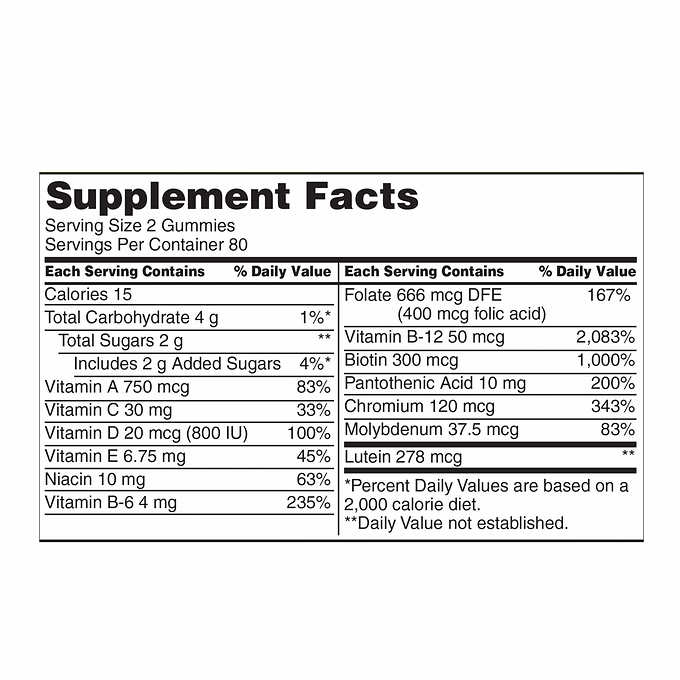 Supplement Facts
Serving Size 2 Gummies
Servings Per Container 80
Each Serving Contains % Daily Value
Calories 15
Total Carbohydrate 4 g 1%*
Total Sugars 2 g **
Includes 2 g Added Sugars 4%*
Vitamin A 750 mcg 83%
Vitamin C 30 mg 33%
Vitamin D 20 mcg (800 IU) 100%
Vitamin E 6.75 mg 45%
Niacin 10 mg 63%
Vitamin B-6 4 mg 235%
Each Serving Contains % Daily Value
Folate 666 mcg DFE 167%
(400 mcg folic acid)
Vitamin B-12 50 mcg 2,083%
Biotin 300 mcg 1,000%
Pantothenic Acid 10 mg 200%
Chromium 120 mcg 343%
Molybdenum 37.5 mcg 83%
Lutein 278 mcg **
*Percent Daily Values are based on a
2,000 calorie diet.
**Daily Value not established.